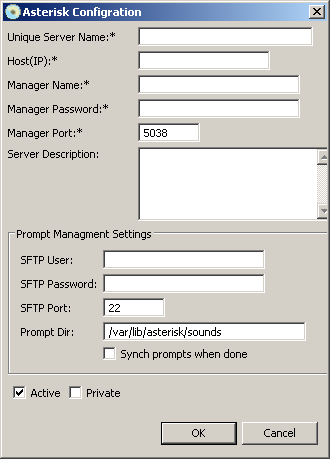 Asterisk Configration
Unique Server Name:*
Host(IP):*
Manager Name:*
Manager Password:*
Manager Port:* 5038
Server Description:
Prompt Managment Settings
SFTP User:
SFTP Password:
SFTP Port: 22
Prompt Dir: /var/lib/asterisk/sounds
Synch prompts when done
Active Private
OK Cancel